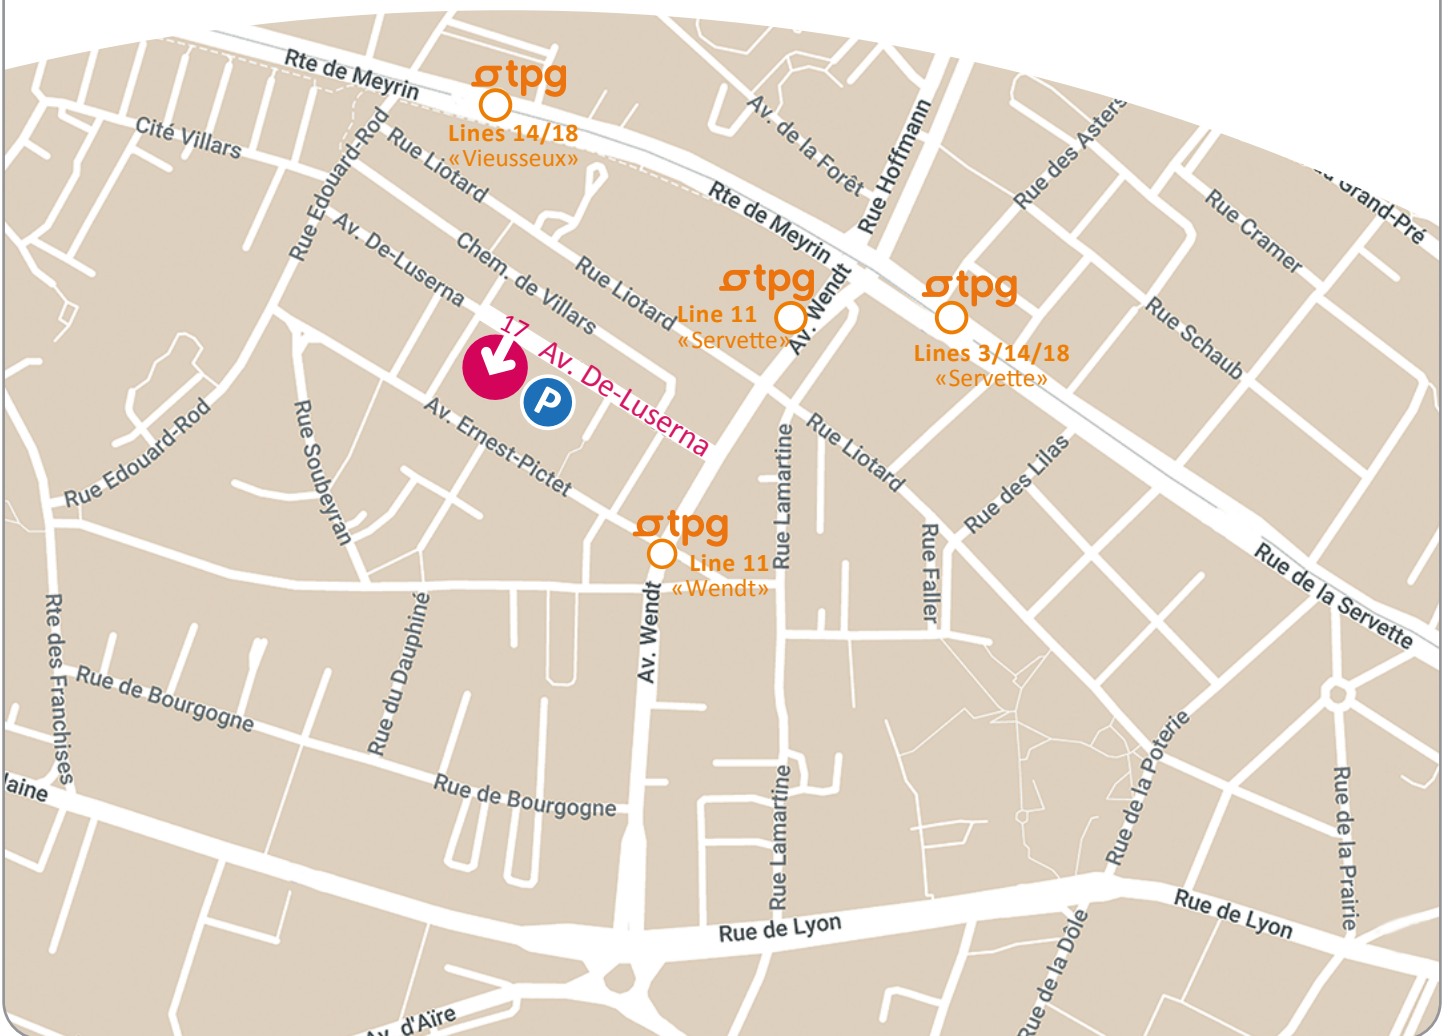 Rte de Meyrin
tpg
Lines 14/18
«Vieusseux»
Cité Villars
Rue Edouard-Rod
Rue Liotard
Av. de la Forêt
Rue Hoffmann
Rue des Asters
Grand-Pré
Rue Cramer
Rte de Meyrin
Av. De-Luserna
Chem. de Villars
Rue Liotard
tpg
Line 11
«Servette»
Av. Wendt
tpg
Lines 3/14/18
«Servette»
Rue Schaub
17 Av. De-Luserna
P
Av. Ernest-Pictet
Rue Edouard-Rod
Rue Soubeyran
Rue Lamartine
Rue Liotard
Rue des Lilas
Rue Faller
tpg
Line 11
«Wendt»
Av. Wendt
Rue de la Servette
Rte des Franchises
Rue du Dauphiné
Rue de Bourgogne
Rue de Bourgogne
laine
Rue Lamartine
Rue de la Poterie
Rue de la Prairie
Rue de Lyon
Rue de Lyon
Rue de la Dôle
Av. d'Aïre